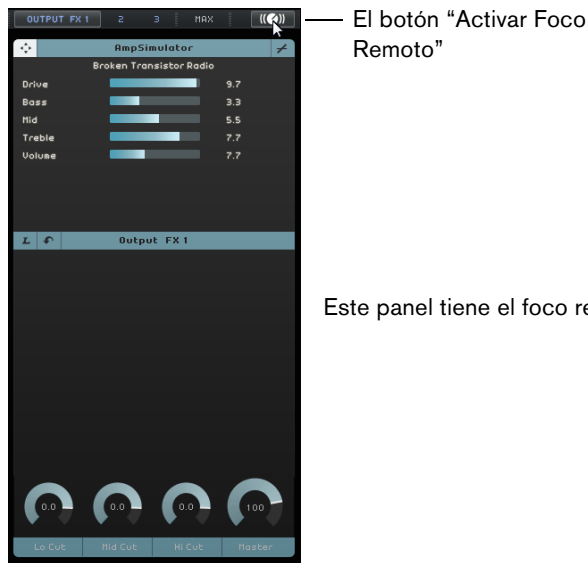 OUTPUT FX 1 2 3 MAX
El botón “Activar Foco
Remoto”
AmpSimulator
Broken Transistor Radio
Drive 9.7
Bass 3.3
Mid 5.5
Treble 7.7
Volume 7.7
L Output FX 1
Este panel tiene el foco re
0.0 0.0 0.0 100
Lo Cut Mid Cut Hi Cut Master